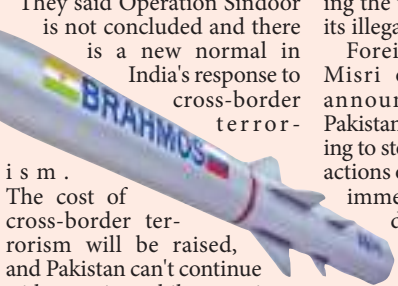 They said Operation Sindoor
is not concluded and there
is a new normal in
India's response to
cross-border
terror-
ism.
The cost of
cross-border ter-
rorism will be raised,
and Pakistan can't continue
BRAHMOS
ing the
its illega
Forei
Misri
announ
Pakistan
ing to st
actions
imme